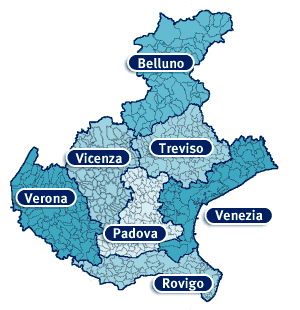 Belluno
Treviso
Vicenza
Verona
Venezia
Padova
Rovigo